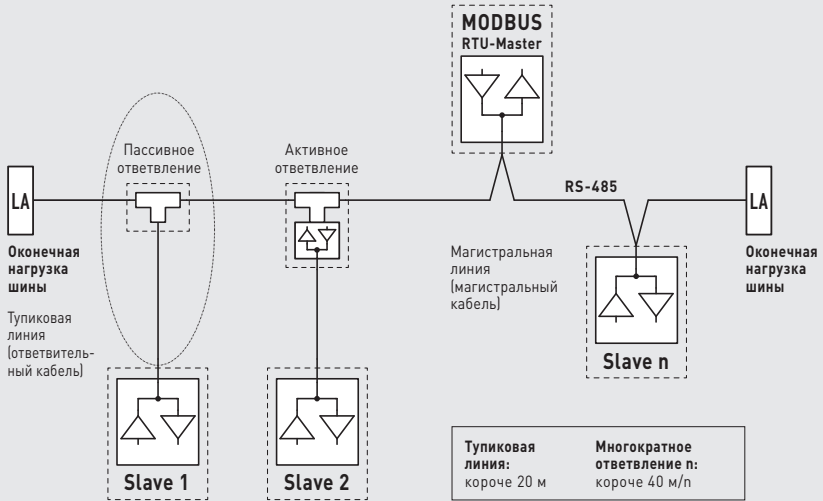 MODBUS
RTU-Master
Пассивное
ответвление
Активное
ответвление
RS-485
LA
LA
Оконечная
нагрузка
шины
Тупиковая
линия
(ответвитель-
ный кабель)
Магистральная
линия
(магистральный
кабель)
Оконечная
нагрузка
шины
Slave n
Slave 1
Slave 2
Тупиковая
линия:
короче 20 м
Многократное
ответвление n:
короче 40 м/n